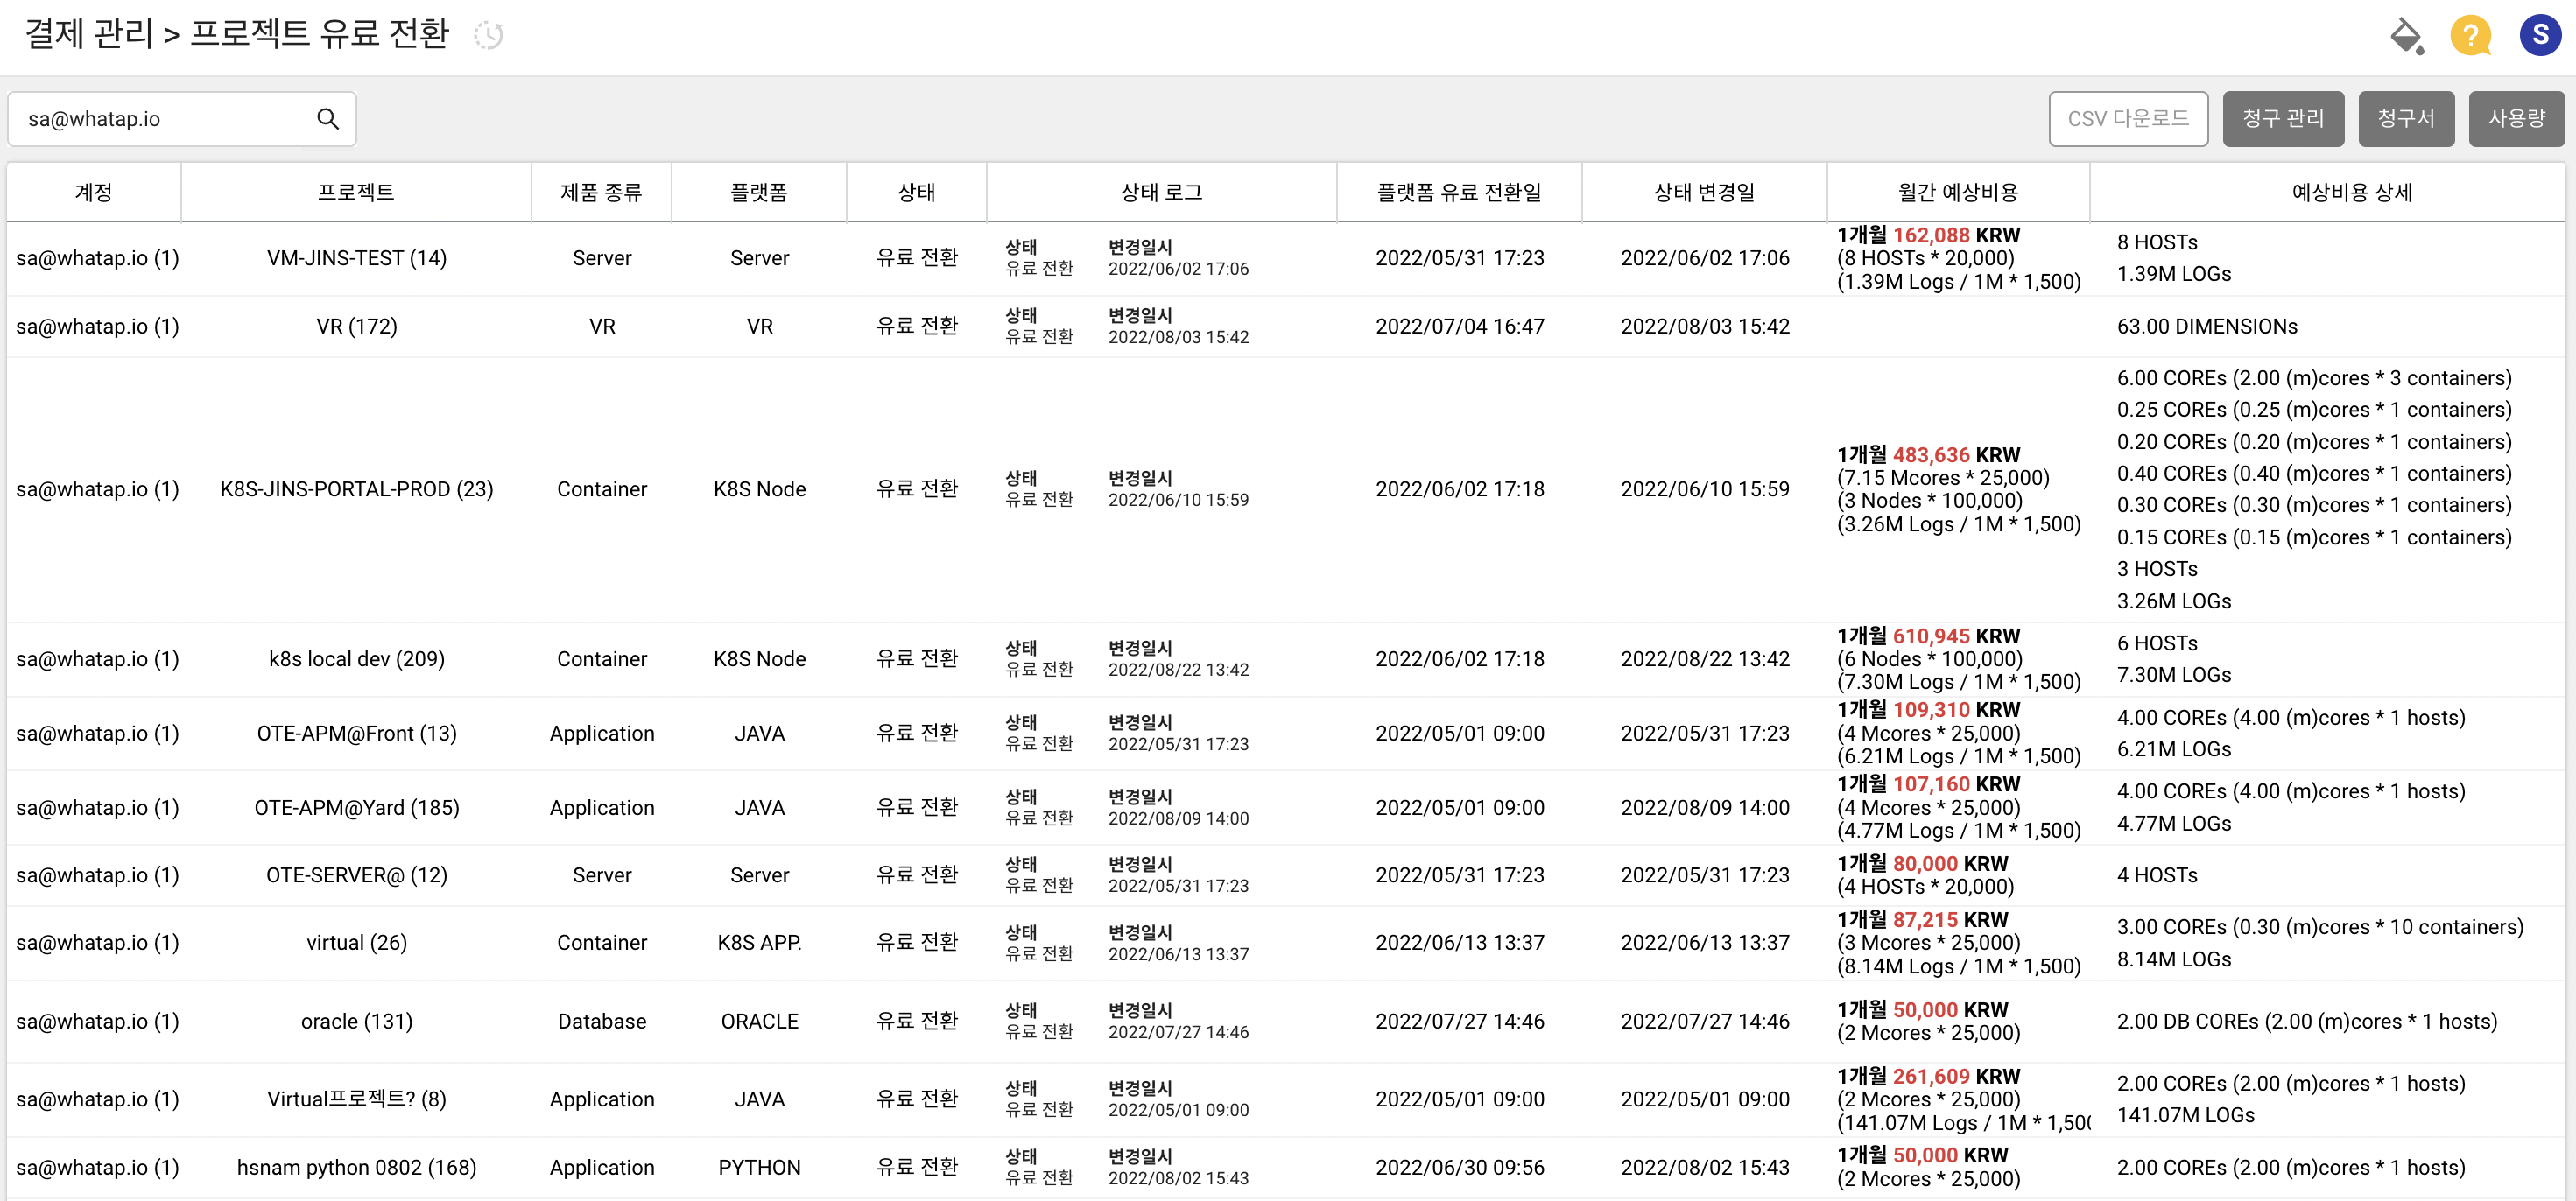 결제 관리 > 프로젝트 유료 전환
?
S
sa@whatap.io
CSV 다운로드
청구 관리
청구서
사용량
계정 프로젝트 제품 종류 플랫폼 상태 상태 로그 플랫폼 유료 전환일 상태 변경일 월간 예상비용 예상비용 상세
sa@whatap.io (1) VM-JINS-TEST (14) Server Server 유료 전환
상태 변경일시
유료 전환 2022/06/02 17:06
2022/05/31 17:23 2022/06/02 17:06
1개월 162,088 KRW
(8 HOSTs * 20,000)
(1.39M Logs / 1M * 1,500)
8 HOSTs
1.39M LOGs
sa@whatap.io (1) VR (172) VR VR 유료 전환
상태 변경일시
유료 전환 2022/08/03 15:42
2022/07/04 16:47 2022/08/03 15:42
63.00 DIMENSIONs
sa@whatap.io (1) K8S-JINS-PORTAL-PROD (23) Container K8S Node 유료 전환
상태 변경일시
유료 전환 2022/06/10 15:59
2022/06/02 17:18 2022/06/10 15:59
1개월 483,636 KRW
(7.15 Mcores * 25,000)
(3 Nodes * 100,000)
(3.26M Logs / 1M * 1,500)
6.00 COREs (2.00 (m)cores * 3 containers)
0.25 COREs (0.25 (m)cores * 1 containers)
0.20 COREs (0.20 (m)cores * 1 containers)
0.40 COREs (0.40 (m)cores * 1 containers)
0.30 COREs (0.30 (m)cores * 1 containers)
0.15 COREs (0.15 (m)cores * 1 containers)
3 HOSTs
3.26M LOGs
sa@whatap.io (1) k8s local dev (209) Container K8S Node 유료 전환
상태 변경일시
유료 전환 2022/08/22 13:42
2022/06/02 17:18 2022/08/22 13:42
1개월 610,945 KRW
(6 Nodes * 100,000)
(7.30M Logs / 1M * 1,500)
6 HOSTs
7.30M LOGs
sa@whatap.io (1) OTE-APM@Front (13) Application JAVA 유료 전환
상태 변경일시
유료 전환 2022/05/31 17:23
2022/05/01 09:00 2022/05/31 17:23
1개월 109,310 KRW
(4 Mcores * 25,000)
(6.21M Logs / 1M * 1,500)
4.00 COREs (4.00 (m)cores * 1 hosts)
6.21M LOGs
sa@whatap.io (1) OTE-APM@Yard (185) Application JAVA 유료 전환
상태 변경일시
유료 전환 2022/08/09 14:00
2022/05/01 09:00 2022/08/09 14:00
1개월 107,160 KRW
(4 Mcores * 25,000)
(4.77M Logs / 1M * 1,500)
4.00 COREs (4.00 (m)cores * 1 hosts)
4.77M LOGs
sa@whatap.io (1) OTE-SERVER@ (12) Server Server 유료 전환
상태 변경일시
유료 전환 2022/05/31 17:23
2022/05/31 17:23 2022/05/31 17:23
1개월 80,000 KRW
(4 HOSTs * 20,000)
4 HOSTs
sa@whatap.io (1) virtual (26) Container K8S APP. 유료 전환
상태 변경일시
유료 전환 2022/06/13 13:37
2022/06/13 13:37 2022/06/13 13:37
1개월 87,215 KRW
(3 Mcores * 25,000)
(8.14M Logs / 1M * 1,500)
3.00 COREs (0.30 (m)cores * 10 containers)
8.14M LOGs
sa@whatap.io (1) oracle (131) Database ORACLE 유료 전환
상태 변경일시
유료 전환 2022/07/27 14:46
2022/07/27 14:46 2022/07/27 14:46
1개월 50,000 KRW
(2 Mcores * 25,000)
2.00 DB COREs (2.00 (m)cores * 1 hosts)
sa@whatap.io (1) Virtual프로젝트? (8) Application JAVA 유료 전환
상태 변경일시
유료 전환 2022/05/01 09:00
2022/05/01 09:00 2022/05/01 09:00
1개월 261,609 KRW
(2 Mcores * 25,000)
(141.07M Logs / 1M * 1,500
2.00 COREs (2.00 (m)cores * 1 hosts)
141.07M LOGs
sa@whatap.io (1) hsnam python 0802 (168) Application PYTHON 유료 전환
상태 변경일시
유료 전환 2022/08/02 15:43
2022/06/30 09:56 2022/08/02 15:43
1개월 50,000 KRW
(2 Mcores * 25,000)
2.00 COREs (2.00 (m)cores * 1 hosts)